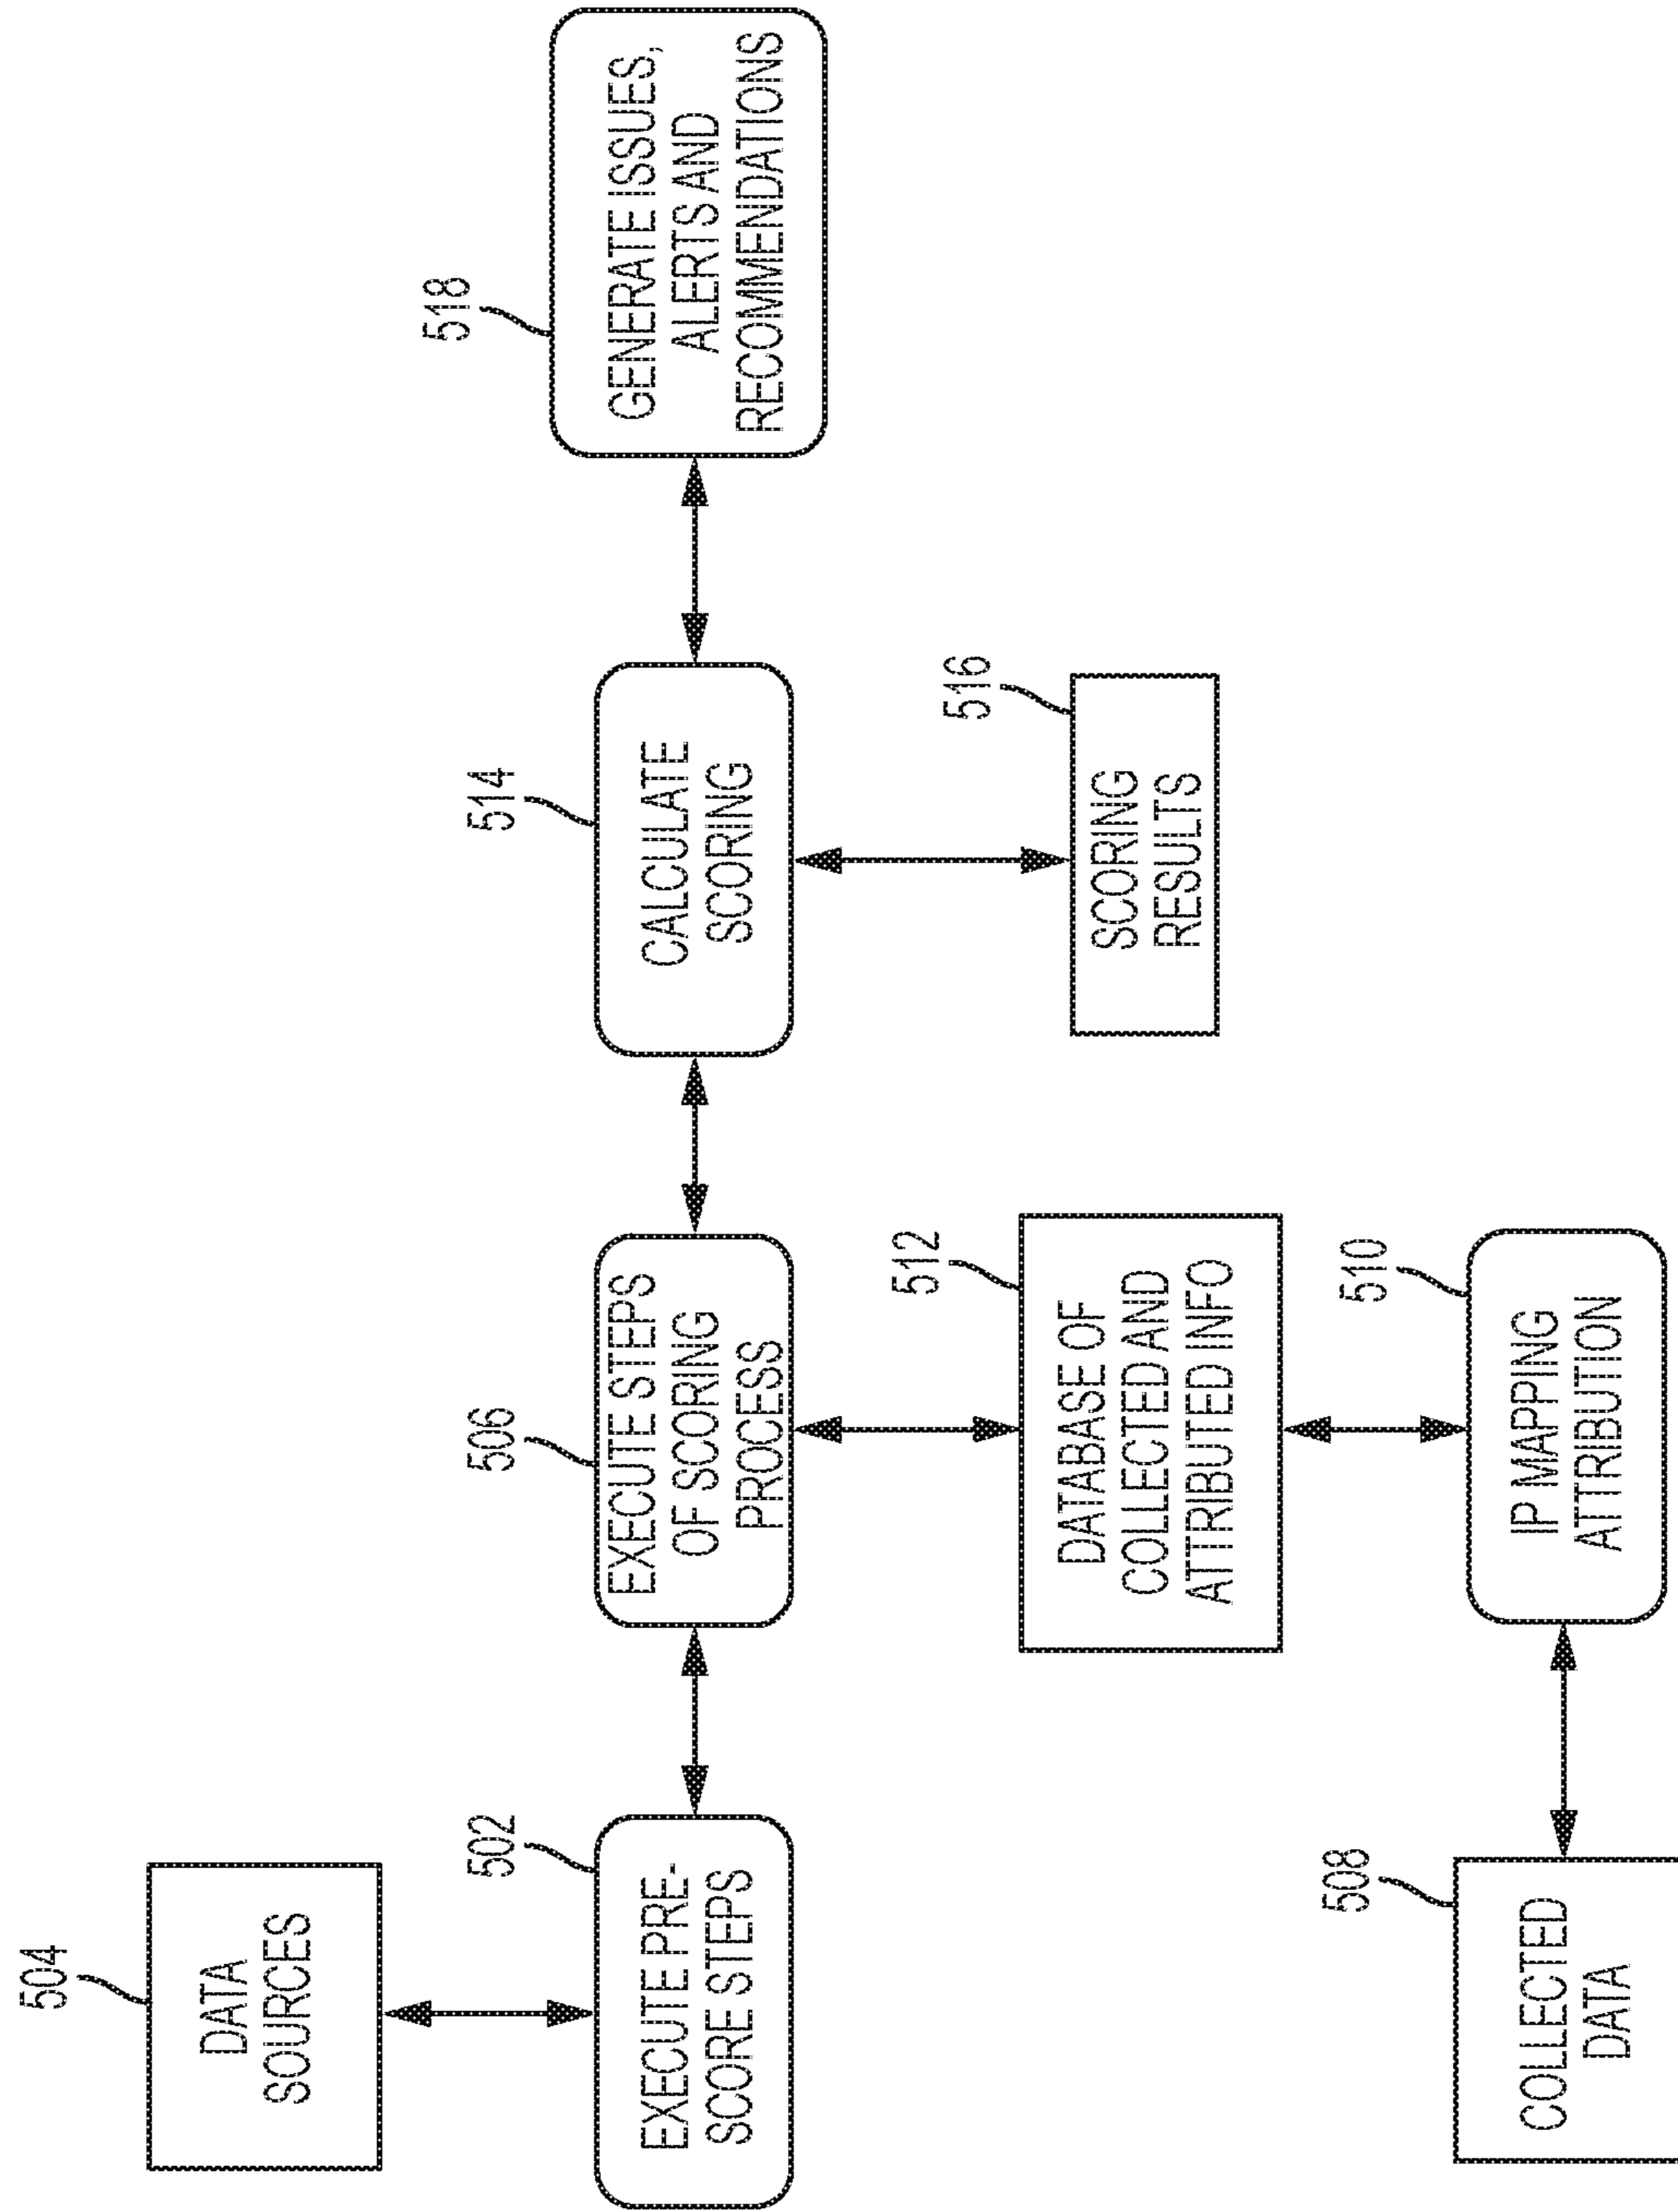 504
DATA
SOURCES
502
EXECUTE PRE-
SCORE STEPS
506
EXECUTE STEPS
OF SCORING
PROCESS
514
CALCULATE
SCORING
518
GENERATE ISSUES,
ALERTS AND
RECOMMENDATIONS
512
DATABASE OF
COLLECTED AND
ATTRIBUTED INFO
516
SCORING
RESULTS
508
COLLECTED
DATA
510
IP MAPPING
ATTRIBUTION